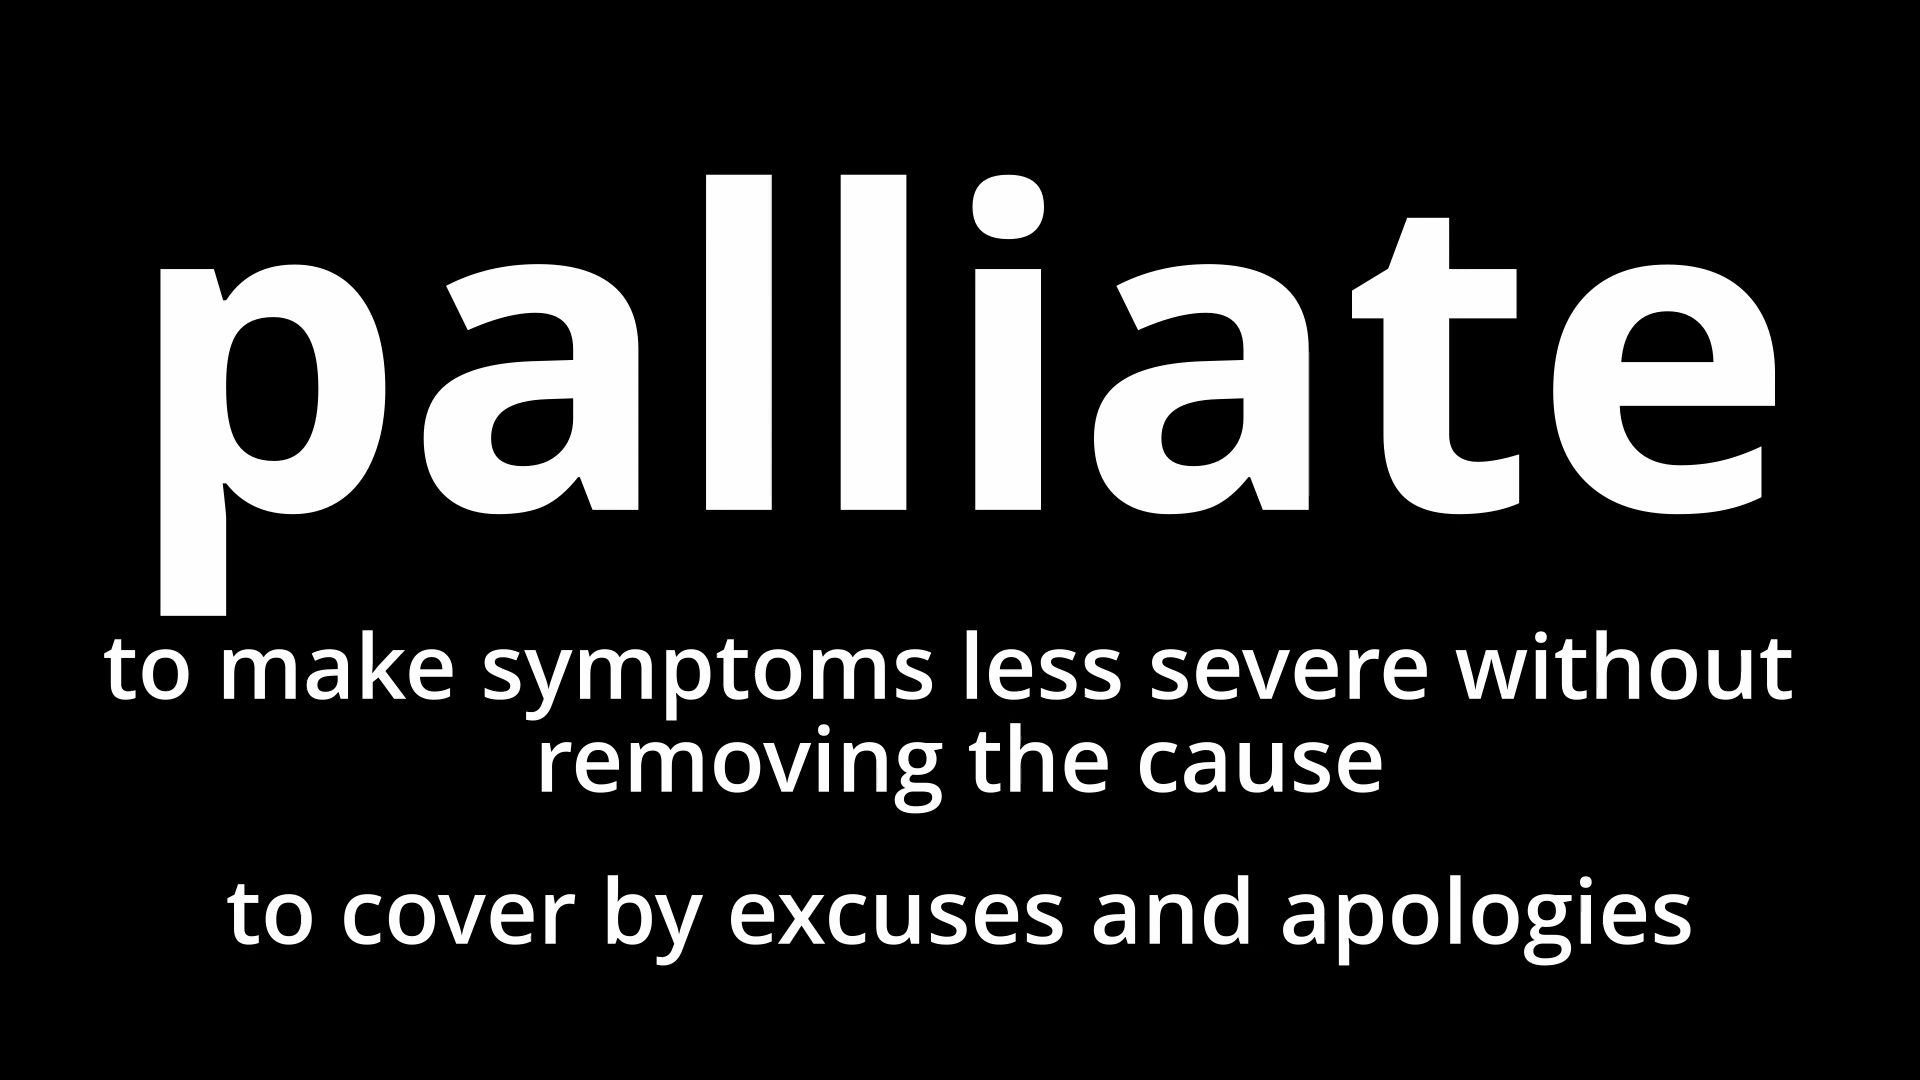 palliate
to make symptoms less severe without
removing the cause
to cover by excuses and apologies